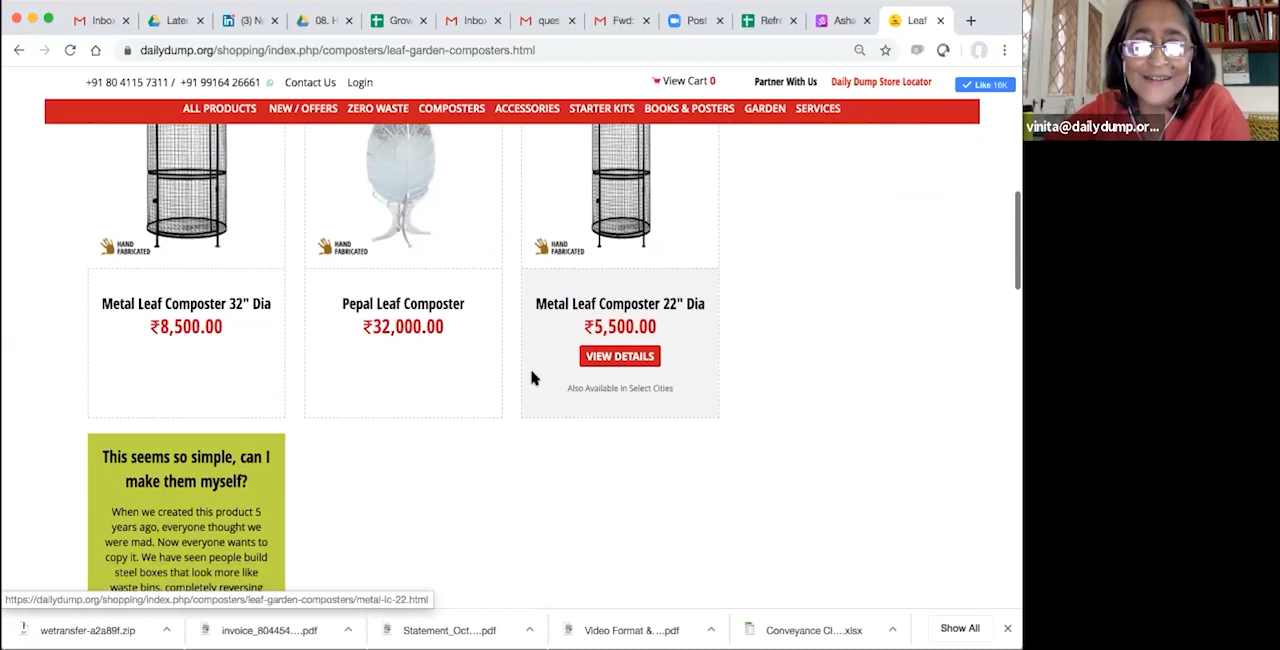 Inbo
Later
(3) N
08. H
Grow
Inbo
ques
Fwd:
Post
Refr
Asha
Leaf
dailydump.org/shopping/index.php/composters/leaf-garden-composters.html
+91 80 4115 7311 / +91 99164 26661 Contact Us Login View Cart 0 Partner With Us Daily Dump Store Locator Like 16K
ALL PRODUCTS NEW / OFFERS ZERO WASTE COMPOSTERS ACCESSORIES STARTER KITS BOOKS & POSTERS GARDEN SERVICES
vinita@dailydump.or...
HAND
FABRICATED
HAND
FABRICATED
HAND
FABRICATED
Metal Leaf Composter 32" Dia
₹8,500.00
Pepal Leaf Composter
₹32,000.00
Metal Leaf Composter 22" Dia
₹5,500.00
VIEW DETAILS
Also Available in Select Cities
This seems so simple, can I
make them myself?
When we created this product 5
years ago, everyone thought we
were mad. Now everyone wants to
copy it. We have seen people build
steel boxes that look more like
waste bins, completely reversing
https://dailydump.org/shopping/index.php/composters/leaf-garden-composters/metal-lc-22.html
wetransfer-a2a89f.zip
invoice_804454....pdf
Statement_Oct....pdf
Video Format &....pdf
Conveyance Cl....xlsx
Show All